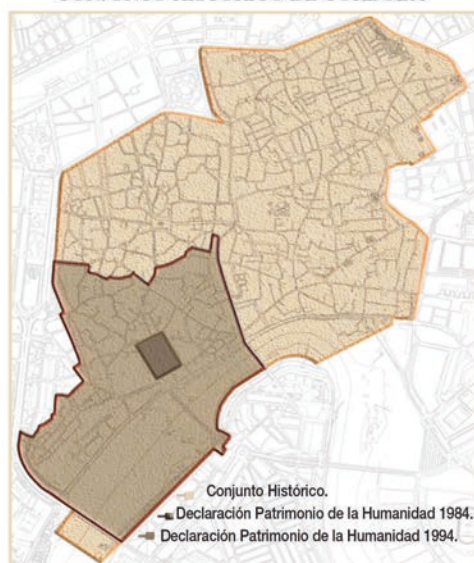 Conjunto Histórico.
Declaración Patrimonio de la Humanidad 1984.
Declaración Patrimonio de la Humanidad 1994.